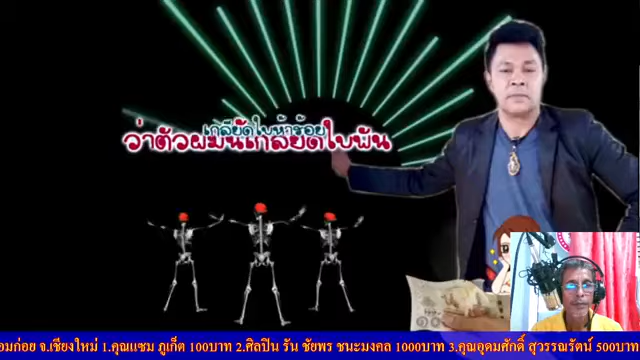 เกลียดใบห้าร้อย
ว่าตัวผมนั้นเกลียดใบพัน
อมก๋อย จ.เชียงใหม่ 1.คุณแซม ภูเก็ต 100บาท 2.ศิลปิน รัน ชัยพร ชนะมงคล 1000บาท 3.คุณอุดมศักดิ์ สุวรรณรัตน์ 500บาท